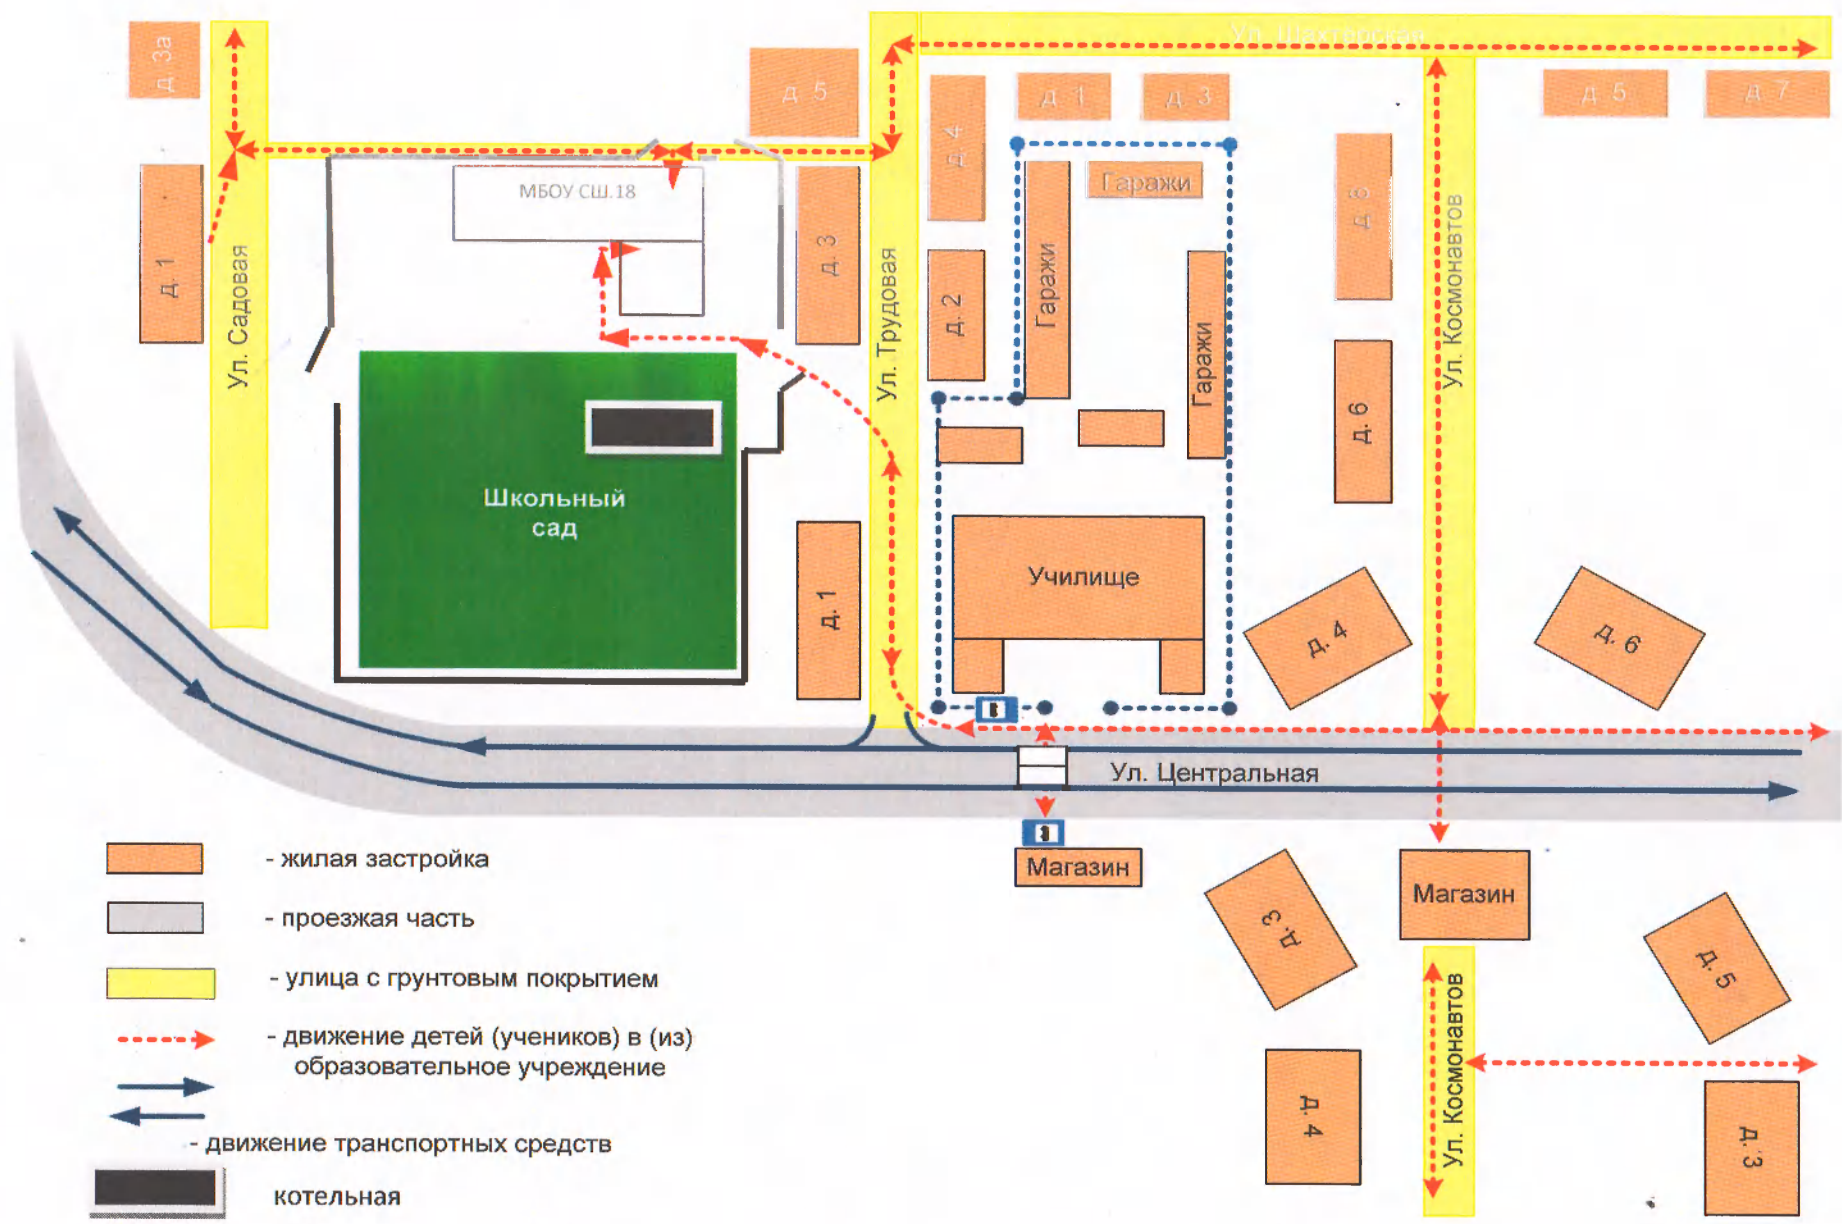 Ул. Шахтерская
д 3а
д 5
д 1
д 3
д 5
д 7
д. 4
Гаражи
МБОУ СШ.18
д. 1
Ул. Садовая
д. 3
Ул. Трудовая
д. 2
Гаражи
Гаражи
д. 8
Ул. Космонавтов
д. 6
Школьный
сад
д. 1
Училище
д. 4
д. 6
Ул. Центральная
Магазин
Магазин
д.3
д. 5
Ул. Космонавтов
д. 4
д. 3
- жилая застройка
- проезжая часть
- улица с грунтовым покрытием
- движение детей (учеников) в (из)
образовательное учреждение
- движение транспортных средств
котельная